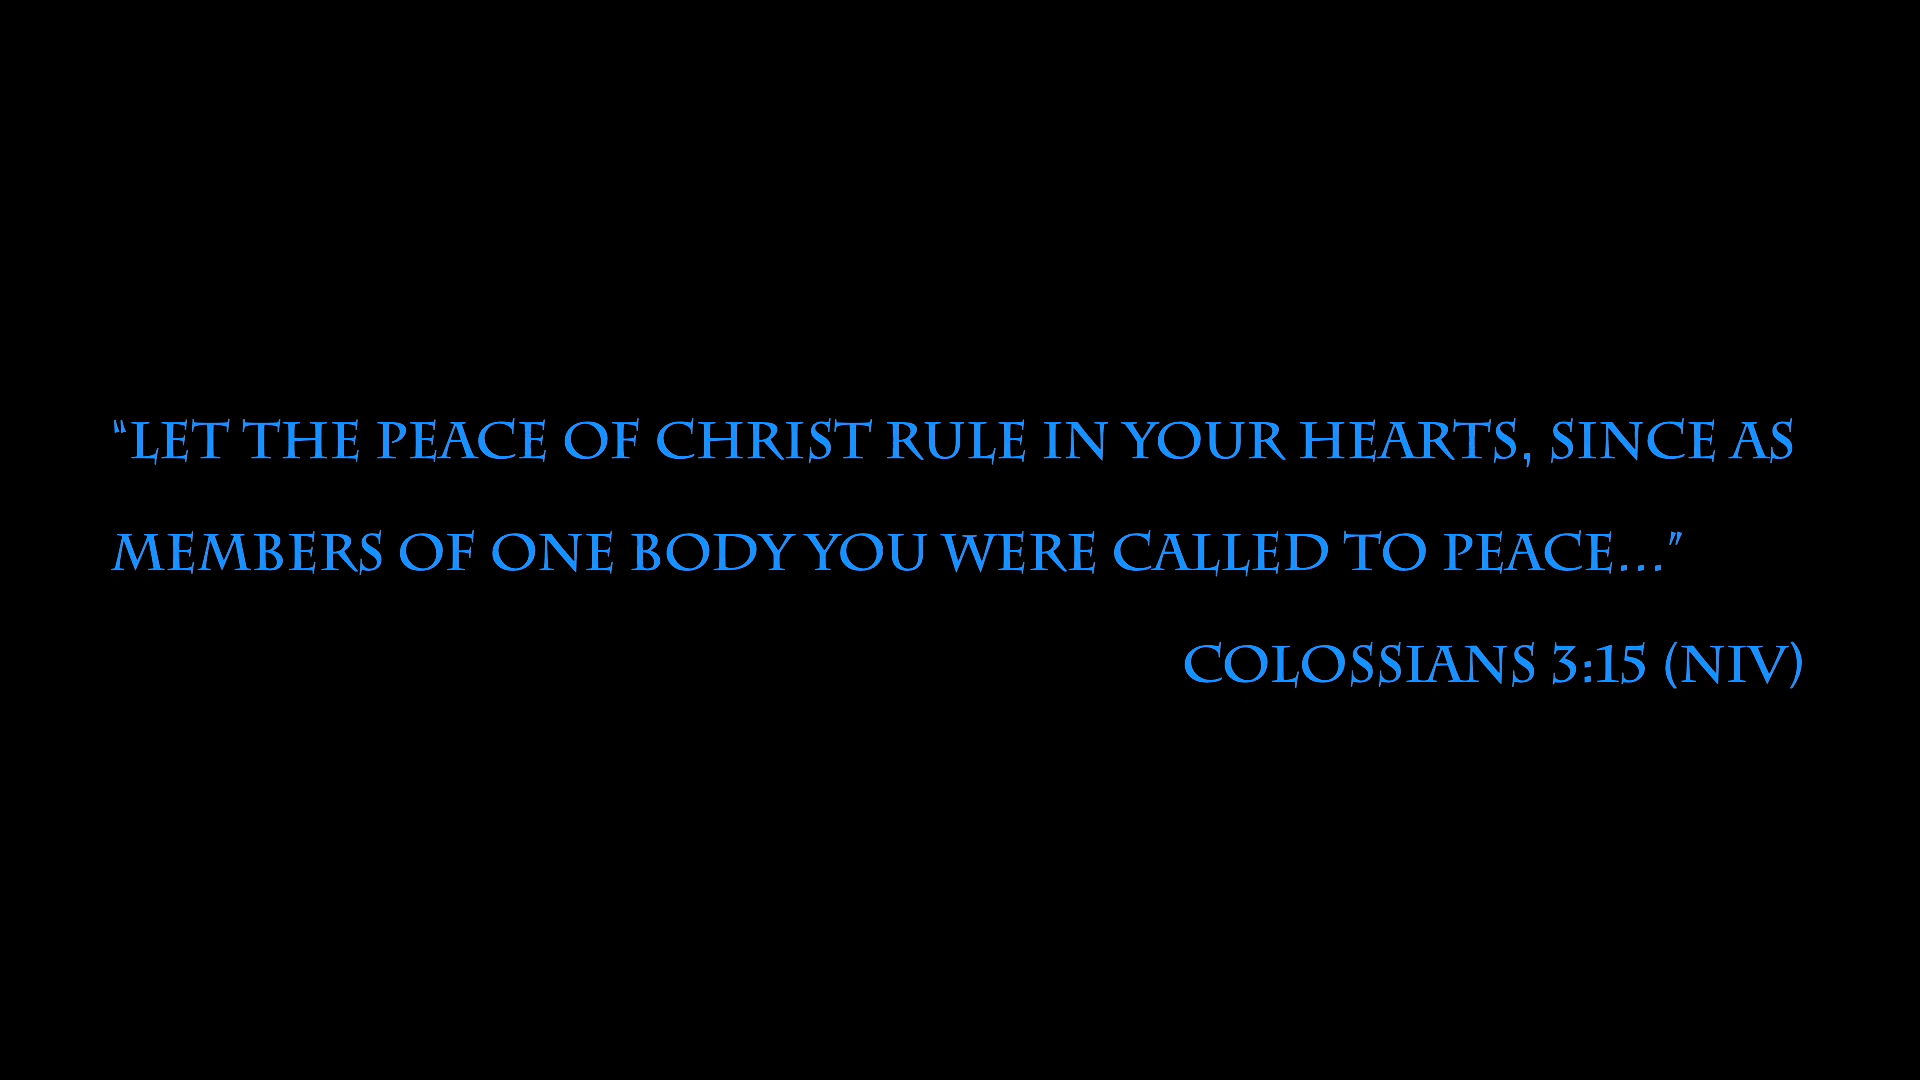 “LET THE PEACE OF CHRIST RULE IN YOUR HEARTS, SINCE AS
MEMBERS OF ONE BODY YOU WERE CALLED TO PEACE…”
COLOSSIANS 3:15 (NIV)